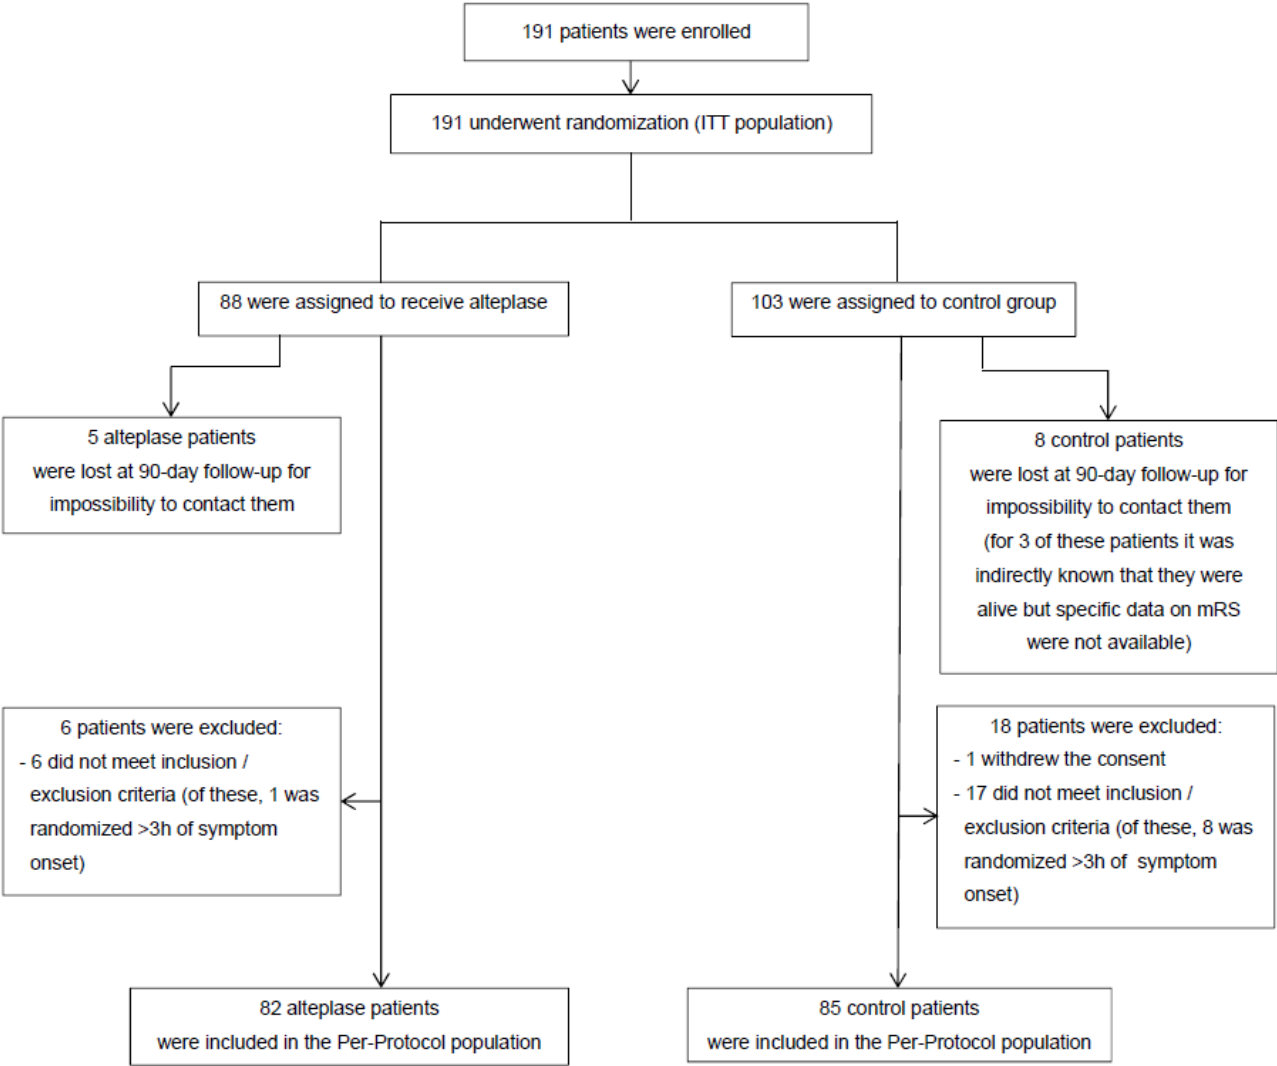 191 patients were enrolled
191 underwent randomization (ITT population)
88 were assigned to receive alteplase
103 were assigned to control group
5 alteplase patients
were lost at 90-day follow-up for
impossibility to contact them
8 control patients
were lost at 90-day follow-up for
impossibility to contact them
(for 3 of these patients it was
indirectly known that they were
alive but specific data on mRS
were not available)
6 patients were excluded:
- 6 did not meet inclusion /
exclusion criteria (of these, 1 was
randomized >3h of symptom
onset)
18 patients were excluded:
- 1 withdrew the consent
- 17 did not meet inclusion /
exclusion criteria (of these, 8 was
randomized >3h of symptom
onset)
82 alteplase patients
were included in the Per-Protocol population
85 control patients
were included in the Per-Protocol population